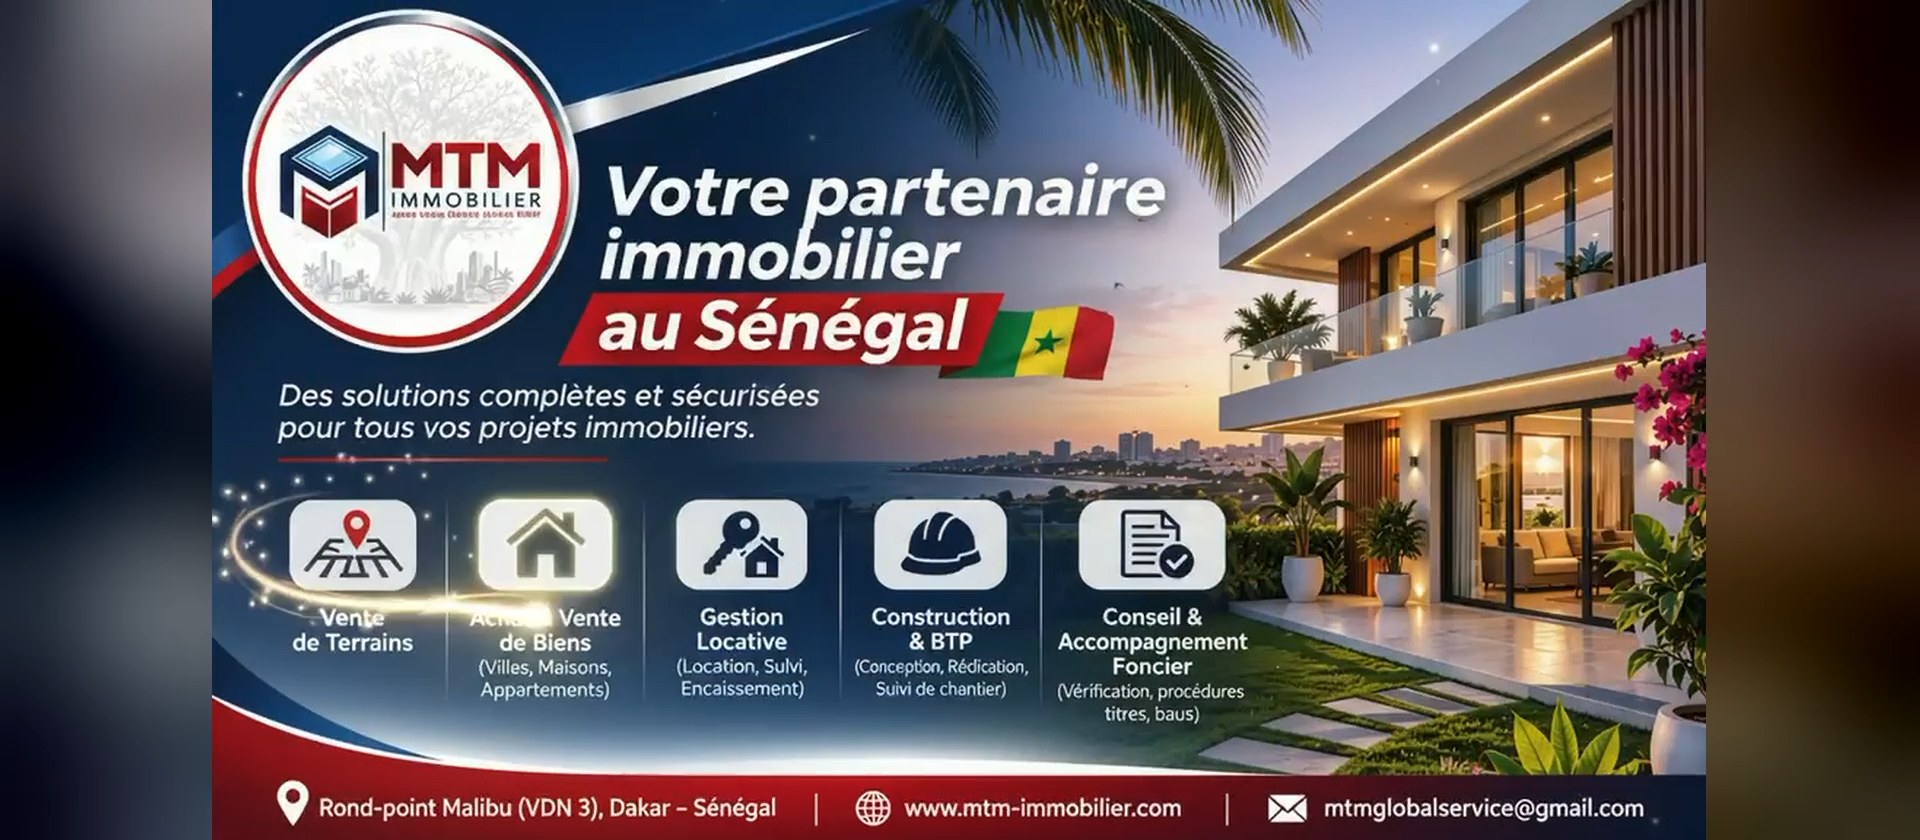 MTM
IMMOBILIER
Votre partenaire
immobilier
au Sénégal
Des solutions complètes et sécurisées
pour tous vos projets immobiliers.
Vente
de Terrains
Vente
de Biens
(Villes, Maisons,
Appartements)
Gestion
Locative
(Location, Sulvi,
Encaissement)
Construction
& BTP
(Conception, Rédication,
Suivi de chantier)
Conseil &
Accompagnement
Foncier
(Vérification, procédures
titres, baus)
Rond-point Malibu (VDN 3), Dakar – Sénégal
www.mtm-immobilier.com
mtmglobalservice@gmail.com